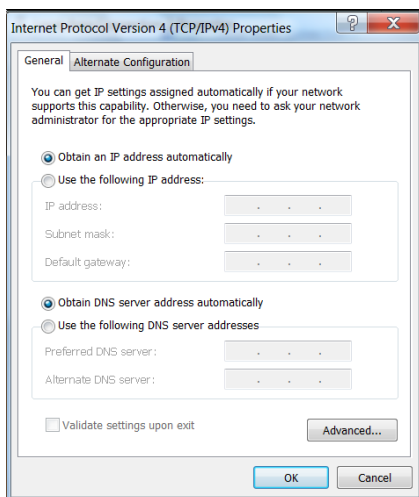 Internet Protocol Version 4 (TCP/IPv4) Properties
General
Alternate Configuration
You can get IP settings assigned automatically if your network
supports this capability. Otherwise, you need to ask your network
administrator for the appropriate IP settings.
Obtain an IP address automatically
Use the following IP address:
IP address:
Subnet mask:
Default gateway:
Obtain DNS server address automatically
Use the following DNS server addresses
Preferred DNS server:
Alternate DNS server:
Validate settings upon exit
Advanced...
OK
Cancel